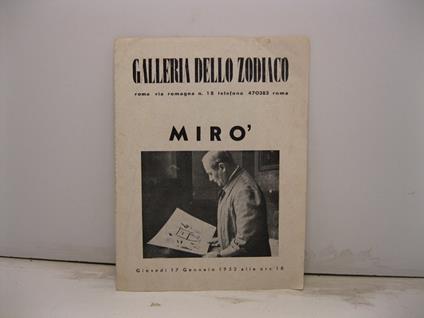 GALLERIA DELLO ZODIACO
roma via romagna n. 18 telefono 470383 roma
MIRO'
Giovedì 17 Gennaio 1952 alle ore 18